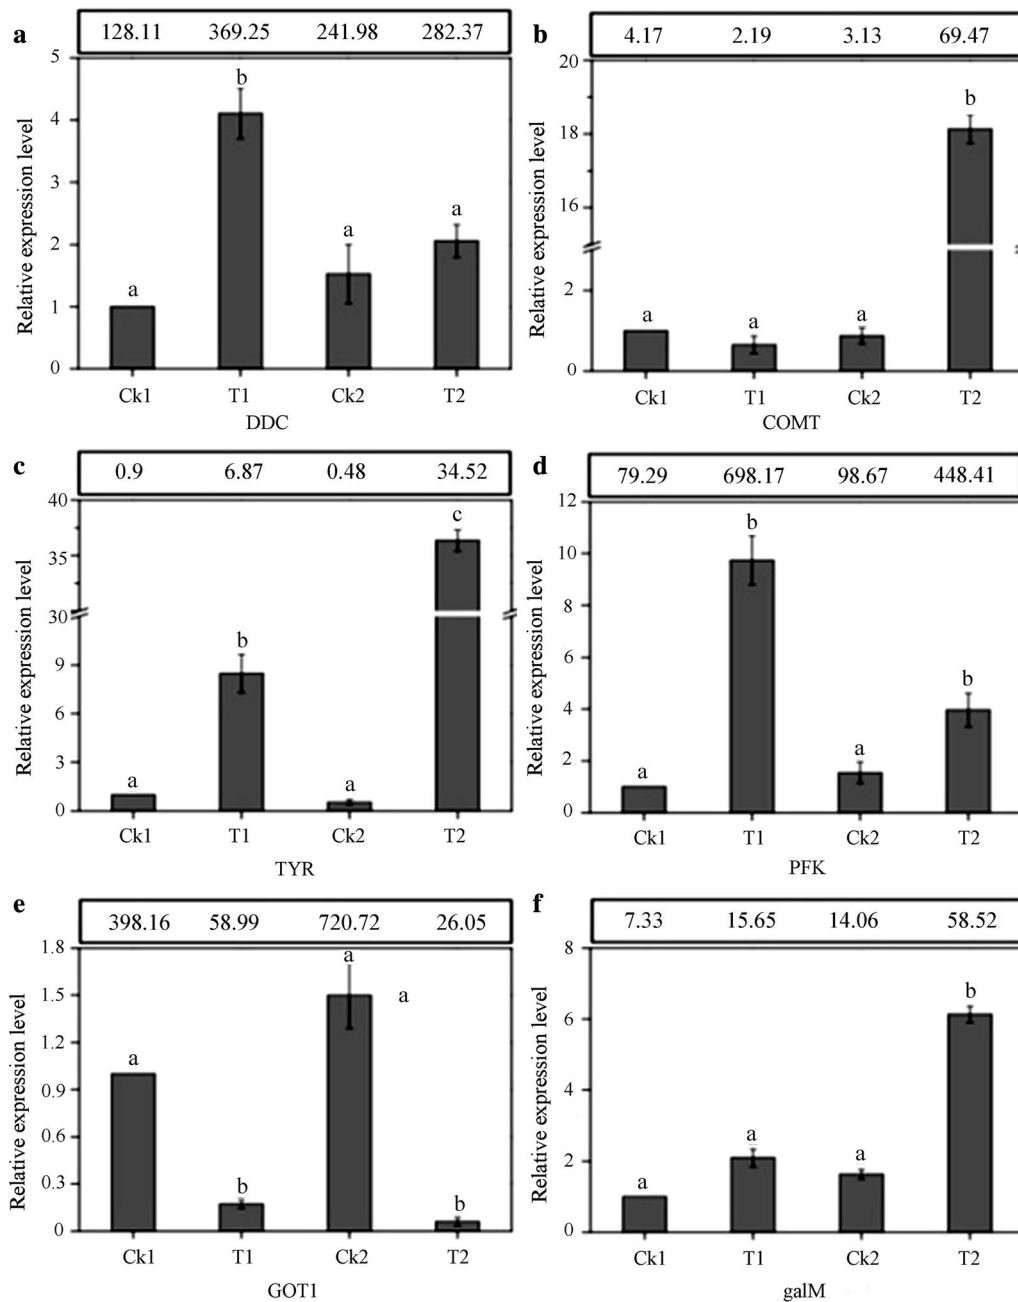 a
128.11 369.25 241.98 282.37
Relative expression level
5
4
3
2
1
0
a
b
a
a
Ck1 T1 Ck2 T2
DDC
b
4.17 2.19 3.13 69.47
Relative expression level
20
18
16
2
0
a
a
a
b
Ck1 T1 Ck2 T2
COMT
c
0.9 6.87 0.48 34.52
Relative expression level
40
35
30
9
6
3
0
a
b
a
c
Ck1 T1 Ck2 T2
TYR
d
79.29 698.17 98.67 448.41
Relative expression level
12
10
8
6
4
2
0
a
b
a
b
Ck1 T1 Ck2 T2
PFK
e
398.16 58.99 720.72 26.05
Relative expression level
1.8
1.5
1.2
0.9
0.6
0.3
0
a
b
a
a
b
Ck1 T1 Ck2 T2
GOT1
f
7.33 15.65 14.06 58.52
Relative expression level
8
6
4
2
0
a
a
a
b
Ck1 T1 Ck2 T2
galM